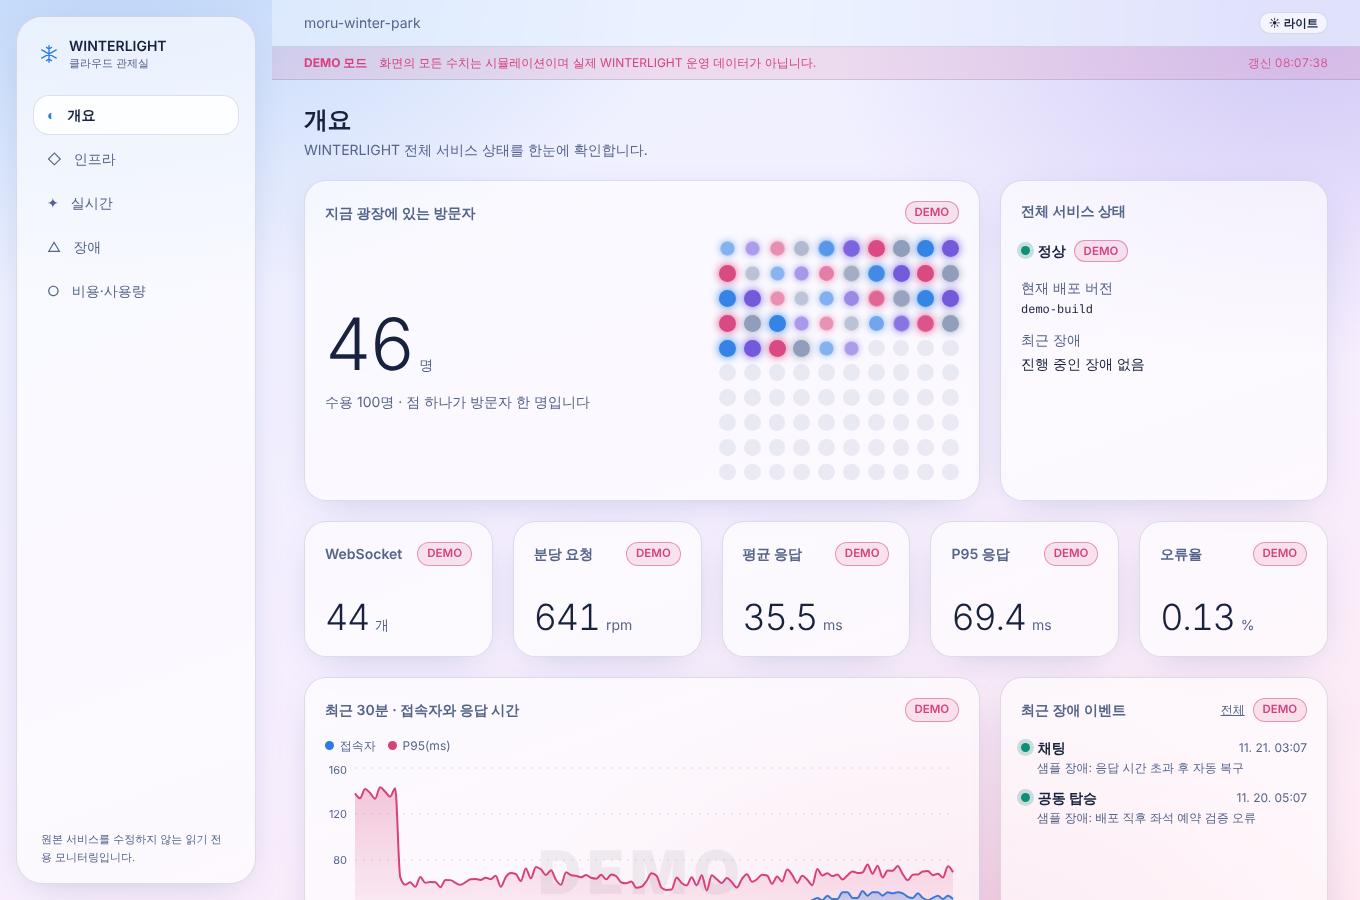 WINTERLIGHT
클라우드 관제실
개요
인프라
실시간
장애
비용·사용량
원본 서비스를 수정하지 않는 읽기 전
용 모니터링입니다.
moru-winter-park
☀ 라이트
DEMO 모드 화면의 모든 수치는 시뮬레이션이며 실제 WINTERLIGHT 운영 데이터가 아닙니다.
갱신 08:07:38
개요
WINTERLIGHT 전체 서비스 상태를 한눈에 확인합니다.
지금 광장에 있는 방문자
DEMO
46 명
수용 100명 · 점 하나가 방문자 한 명입니다
전체 서비스 상태
정상 DEMO
현재 배포 버전
demo-build
최근 장애
진행 중인 장애 없음
WebSocket DEMO
44 개
분당 요청 DEMO
641 rpm
평균 응답 DEMO
35.5 ms
P95 응답 DEMO
69.4 ms
오류율 DEMO
0.13 %
최근 30분 · 접속자와 응답 시간
DEMO
접속자 P95(ms)
160
120
80
DEMO
최근 장애 이벤트
전체 DEMO
채팅 11. 21. 03:07
샘플 장애: 응답 시간 초과 후 자동 복구
공동 탑승 11. 20. 05:07
샘플 장애: 배포 직후 좌석 예약 검증 오류